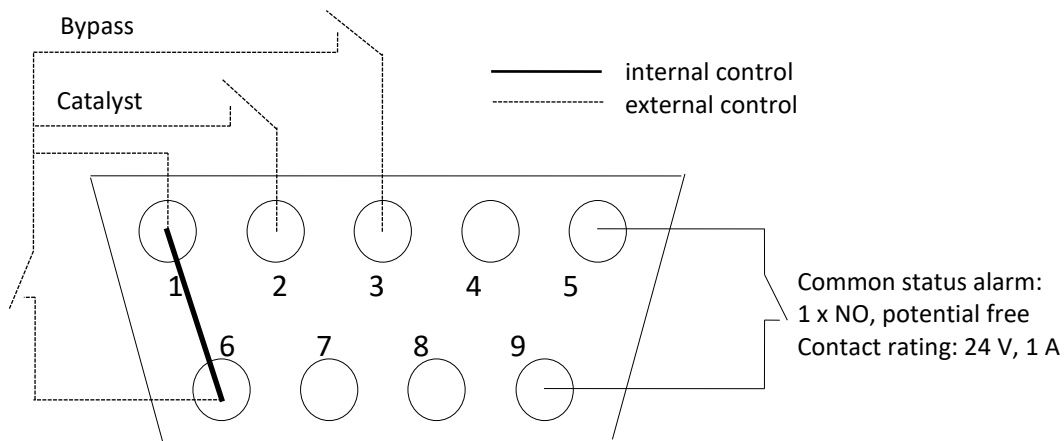 Bypass
internal control
Catalyst
external control
1 2 3 4 5
Common status alarm:
1 x NO, potential free
Contact rating: 24 V, 1 A
6 7 8 9